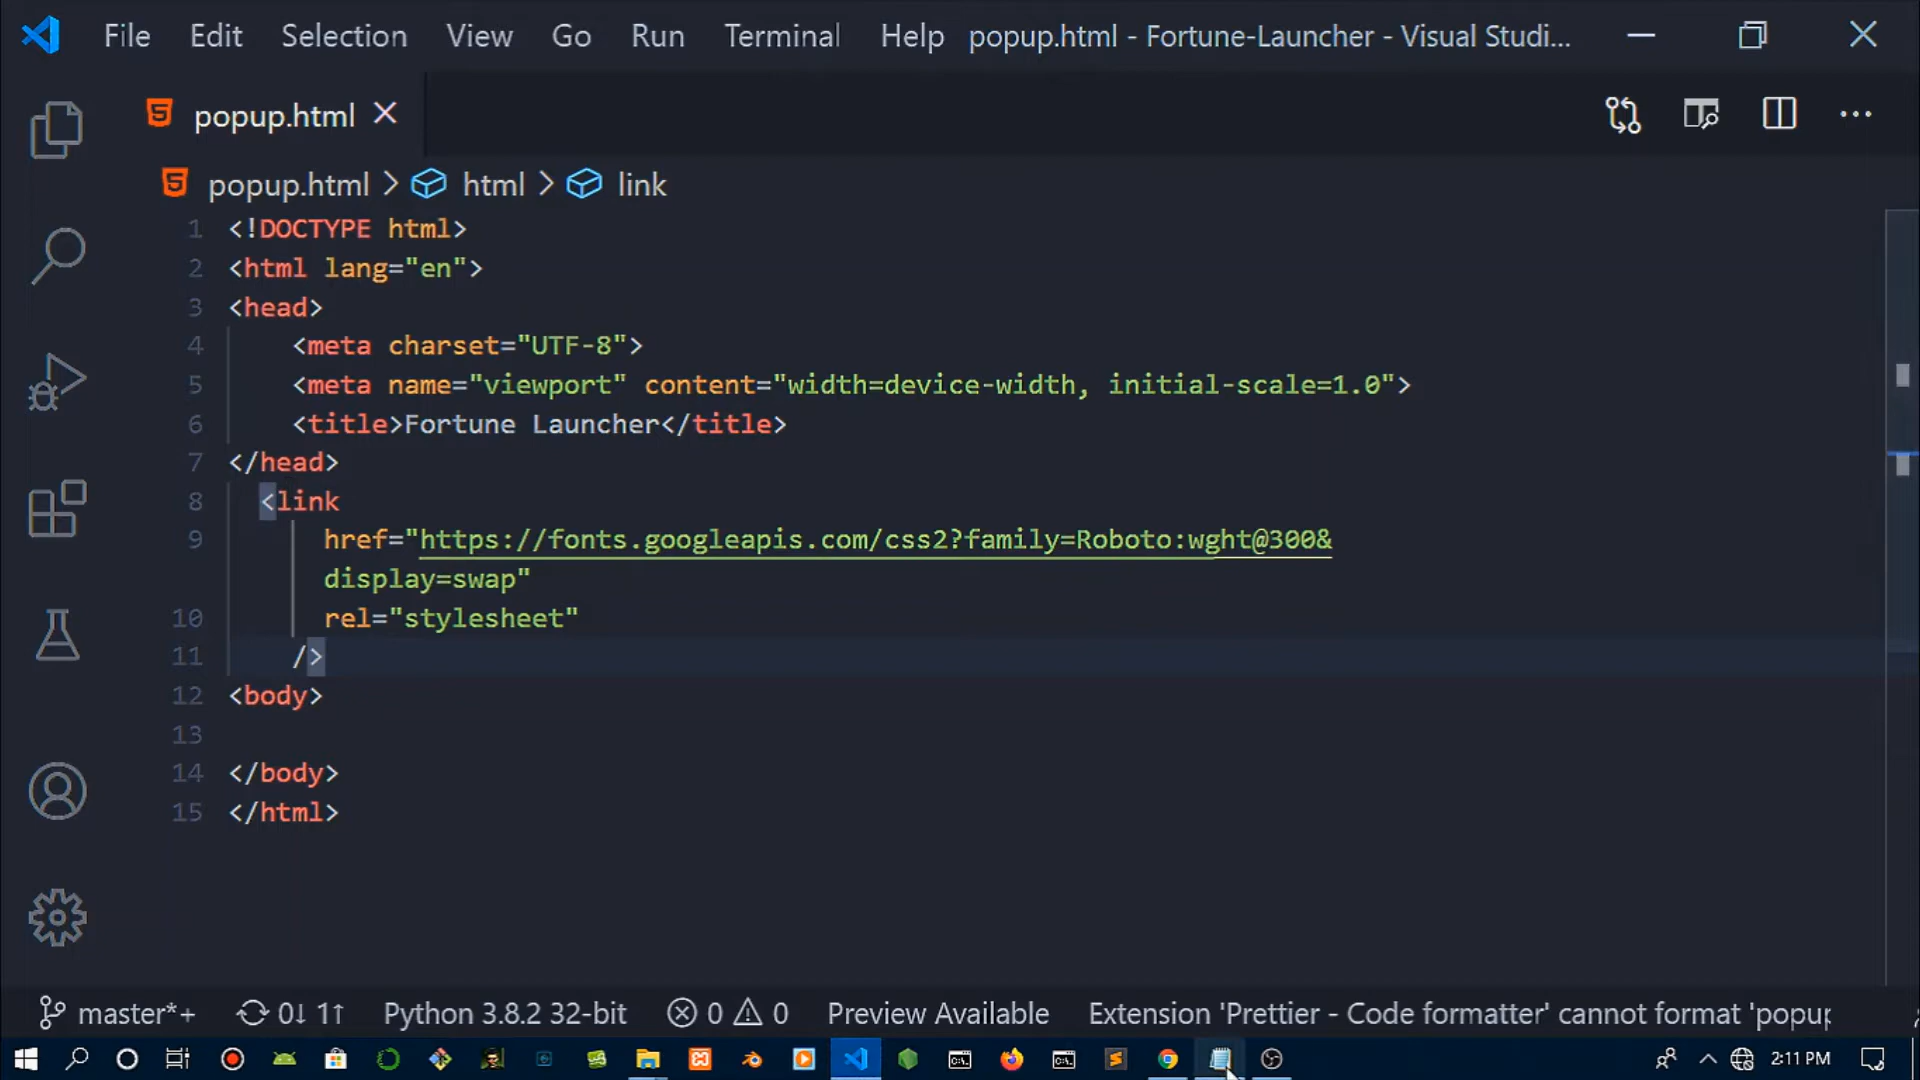 File Edit Selection View Go Run Terminal Help popup.html - Fortune-Launcher - Visual Studi...
popup.html
popup.html > html > link
1 <!DOCTYPE html>
2 <html lang="en">
3 <head>
4 <meta charset="UTF-8">
5 <meta name="viewport" content="width=device-width, initial-scale=1.0">
6 <title>Fortune Launcher</title>
7 </head>
8 <link
9 href="https://fonts.googleapis.com/css2?family=Roboto:wght@300&
display=swap"
10 rel="stylesheet"
11 />
12 <body>
13
14 </body>
15 </html>
master*+ 0↓ 1↑ Python 3.8.2 32-bit 0 0 Preview Available Extension 'Prettier - Code formatter' cannot format 'popup
2:11 PM